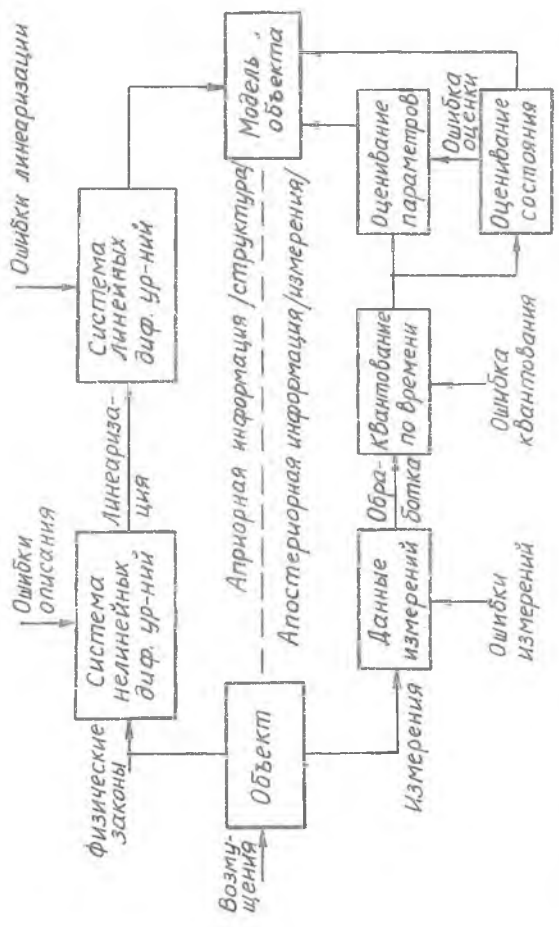 Ошибки
описания
Ошибки линеаризации
Физические
законы
Система
нелинейных
диф. ур-ний
Линеариза-
ция
Система
линейных
диф. ур-ний
Возму-
щения
Объект
Априорная информация /структура/
Апостериорная информация /измерения/
Модель
объекта
Измерения
Данные
измерений
Обра-
ботка
Квантование
по времени
Оценивание
параметров
Ошибка
оценки
Оценивание
состояния
Ошибки
измерений
Ошибка
квантования